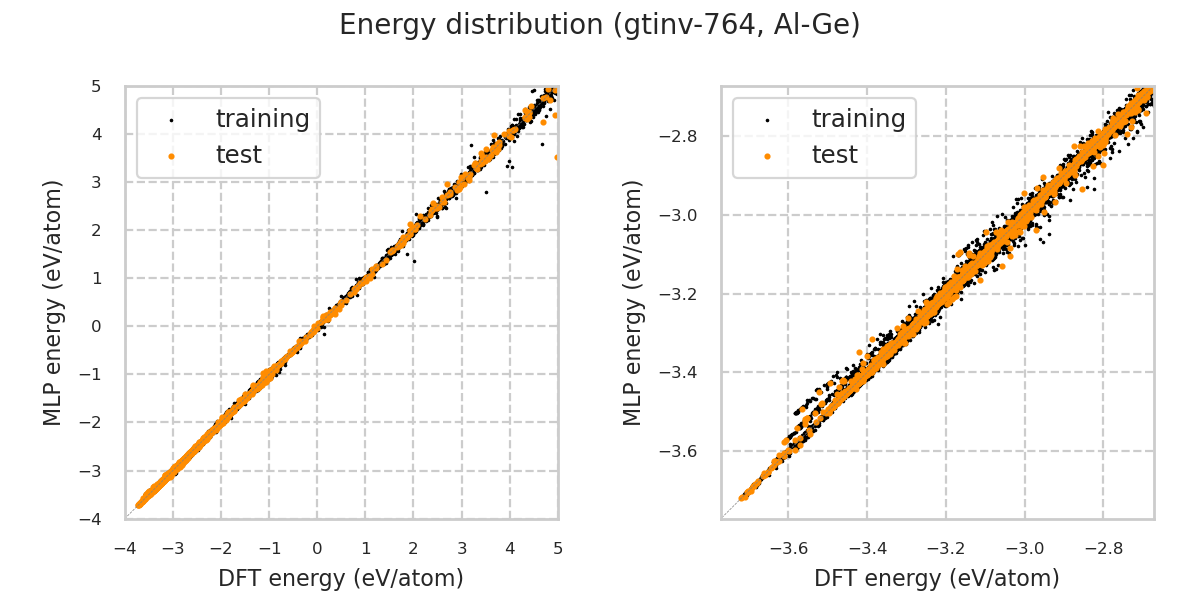 Energy distribution (gtinv-764, Al-Ge)
training
test
5
4
3
2
1
0
−1
−2
−3
−4
MLP energy (eV/atom)
−4 −3 −2 −1 0 1 2 3 4 5
DFT energy (eV/atom)
training
test
−2.8
−3.0
−3.2
−3.4
−3.6
MLP energy (eV/atom)
−3.6 −3.4 −3.2 −3.0 −2.8
DFT energy (eV/atom)